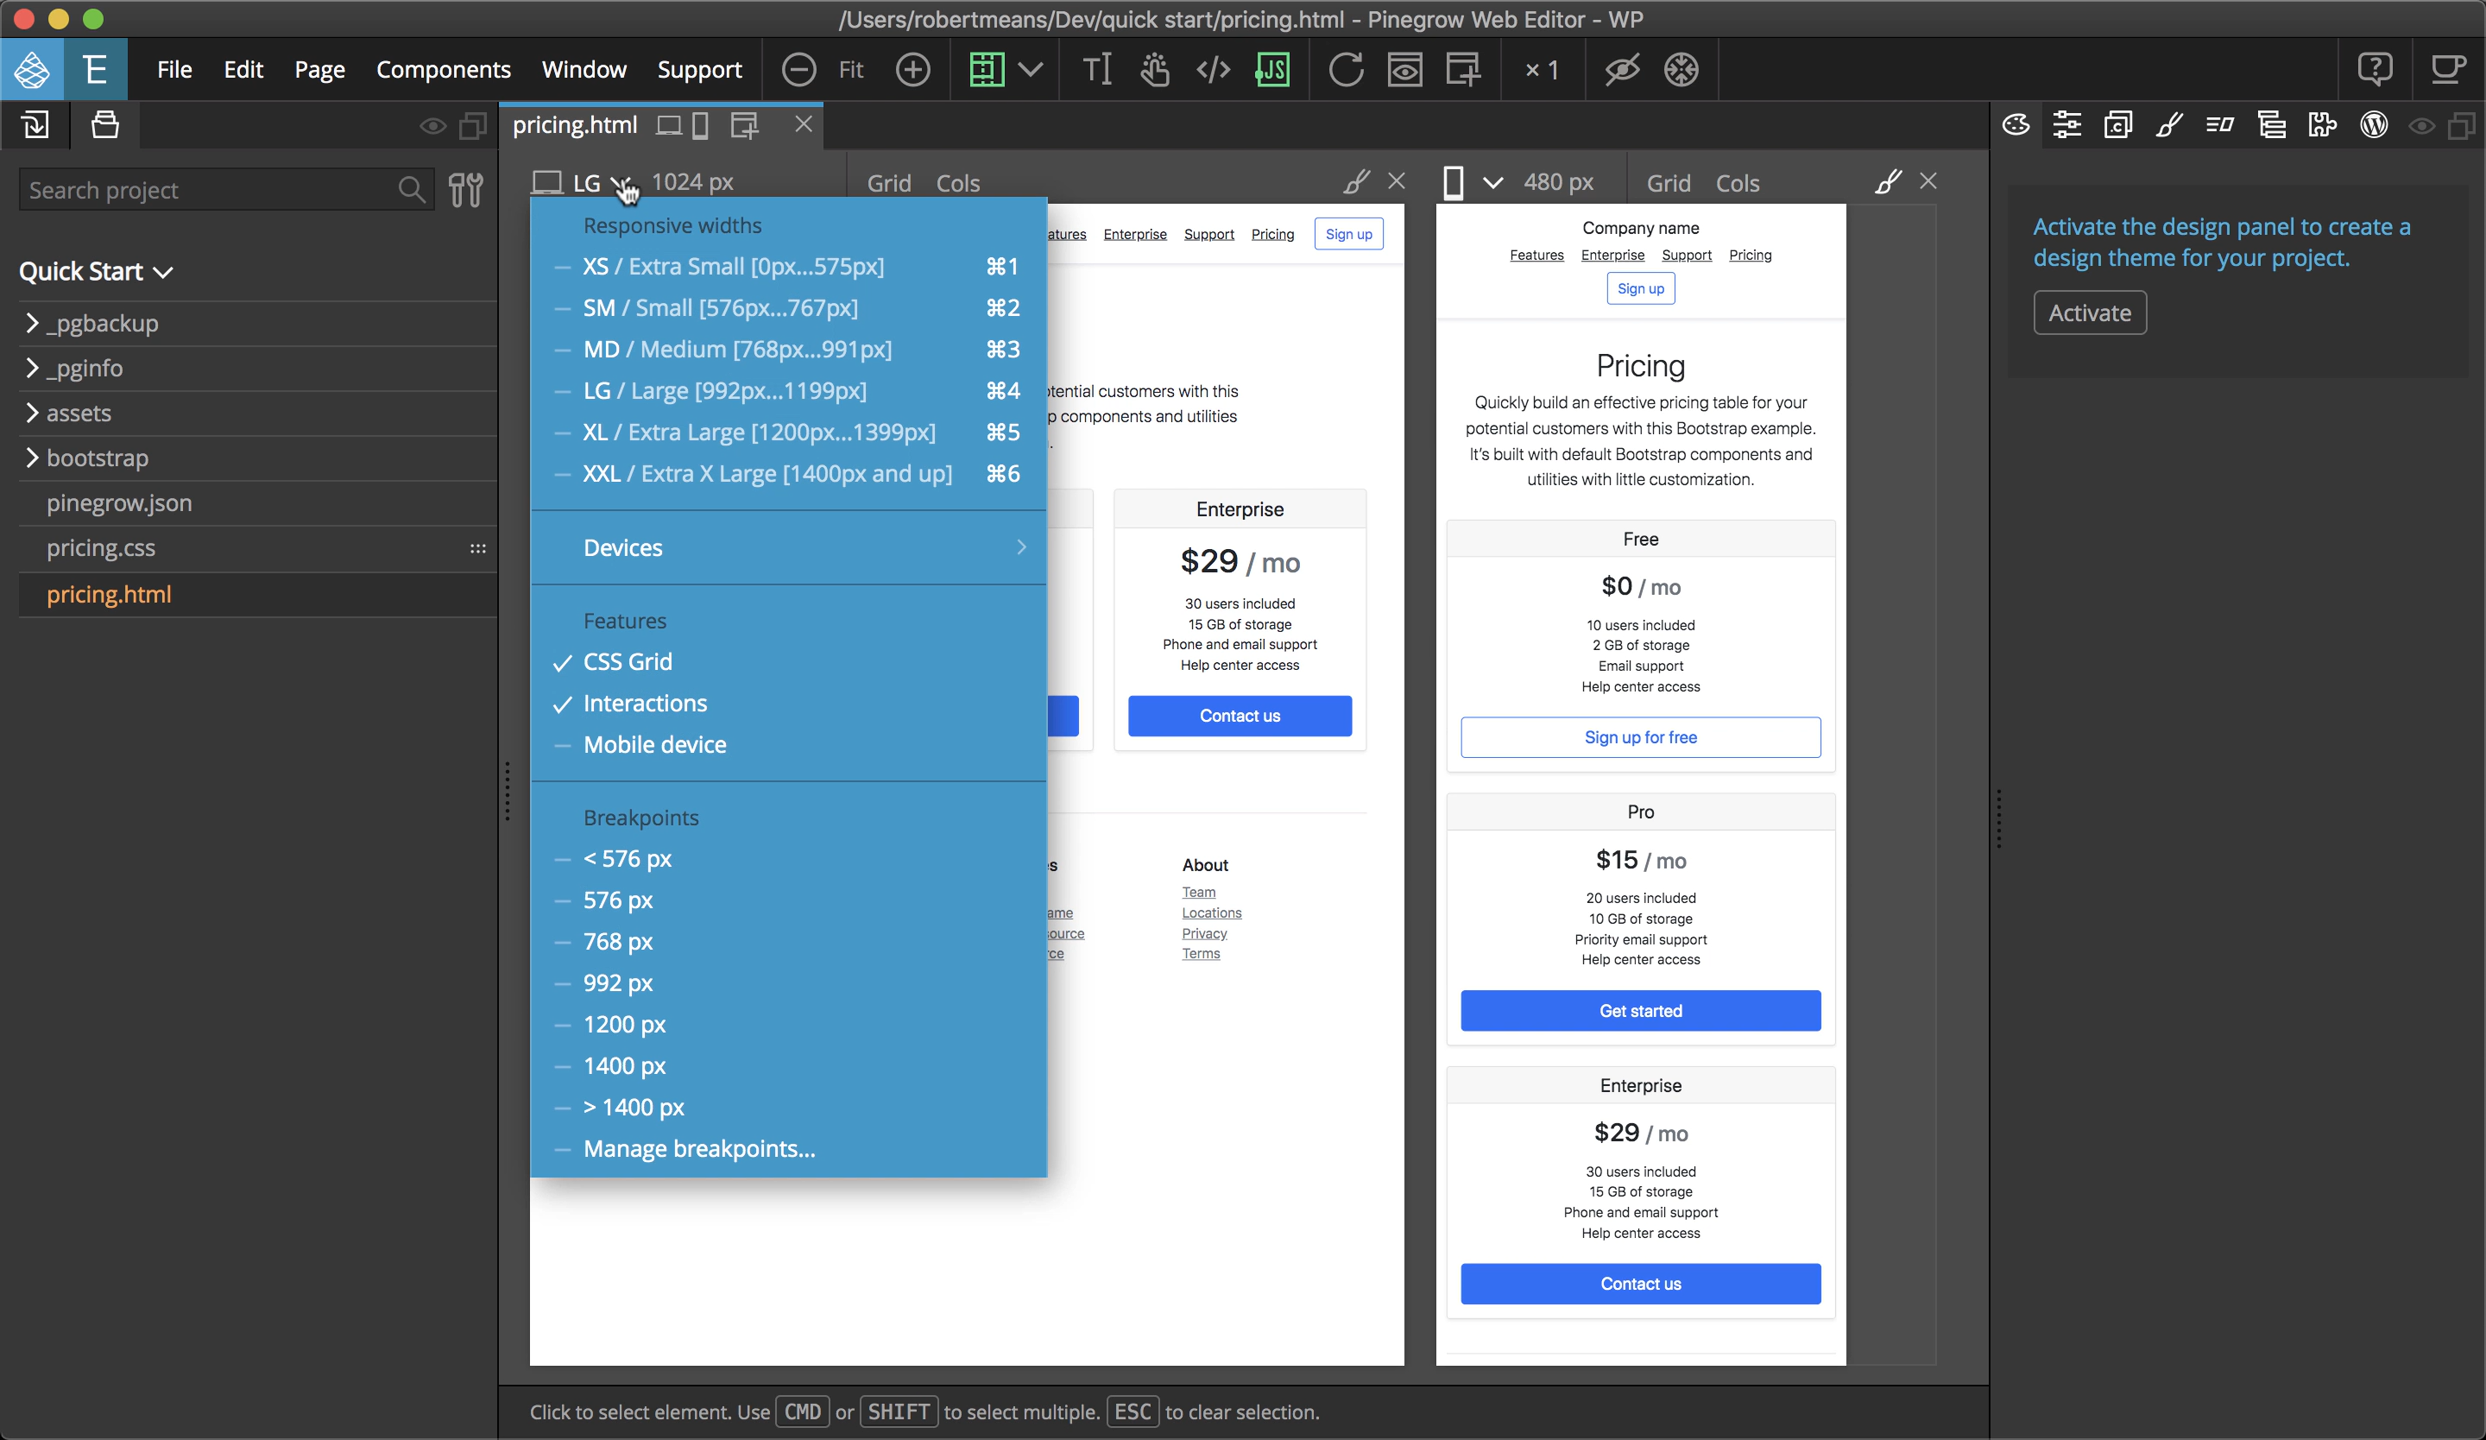 /Users/robertmeans/Dev/quick start/pricing.html - Pinegrow Web Editor - WP
File Edit Page Components Window Support Fit JS × 1
pricing.html
Search project
LG 1024 px Grid Cols
480 px Grid Cols
Quick Start
_pgbackup
_pginfo
assets
bootstrap
pinegrow.json
pricing.css
pricing.html
Responsive widths
XS / Extra Small [0px...575px] ⌘1
SM / Small [576px...767px] ⌘2
MD / Medium [768px...991px] ⌘3
LG / Large [992px...1199px] ⌘4
XL / Extra Large [1200px...1399px] ⌘5
XXL / Extra X Large [1400px and up] ⌘6
Devices
Features
CSS Grid
Interactions
Mobile device
Breakpoints
< 576 px
576 px
768 px
992 px
1200 px
1400 px
> 1400 px
Manage breakpoints...
atures Enterprise Support Pricing Sign up
tential customers with this
p components and utilities
.
Enterprise
$29 / mo
30 users included
15 GB of storage
Phone and email support
Help center access
Contact us
s
ame
ource
rce
About
Team
Locations
Privacy
Terms
Company name
Features Enterprise Support Pricing
Sign up
Pricing
Quickly build an effective pricing table for your
potential customers with this Bootstrap example.
It's built with default Bootstrap components and
utilities with little customization.
Free
$0 / mo
10 users included
2 GB of storage
Email support
Help center access
Sign up for free
Pro
$15 / mo
20 users included
10 GB of storage
Priority email support
Help center access
Get started
Enterprise
$29 / mo
30 users included
15 GB of storage
Phone and email support
Help center access
Contact us
Activate the design panel to create a
design theme for your project.
Activate
Click to select element. Use CMD or SHIFT to select multiple. ESC to clear selection.